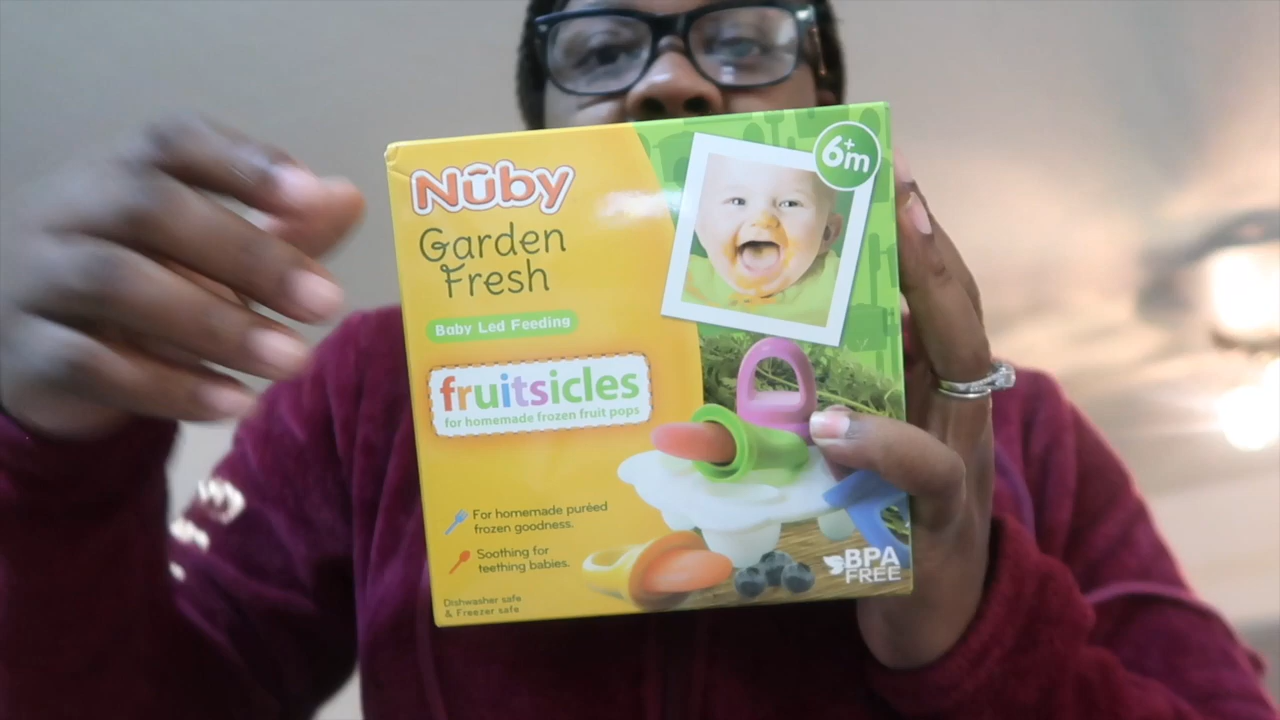 Nûby
6+m
Garden
Fresh
Baby Led Feeding
fruitsicles
for homemade frozen fruit pops
For homemade purèed
frozen goodness.
Soothing for
teething babies.
BPA
FREE
Dishwasher safe
& Freezer safe